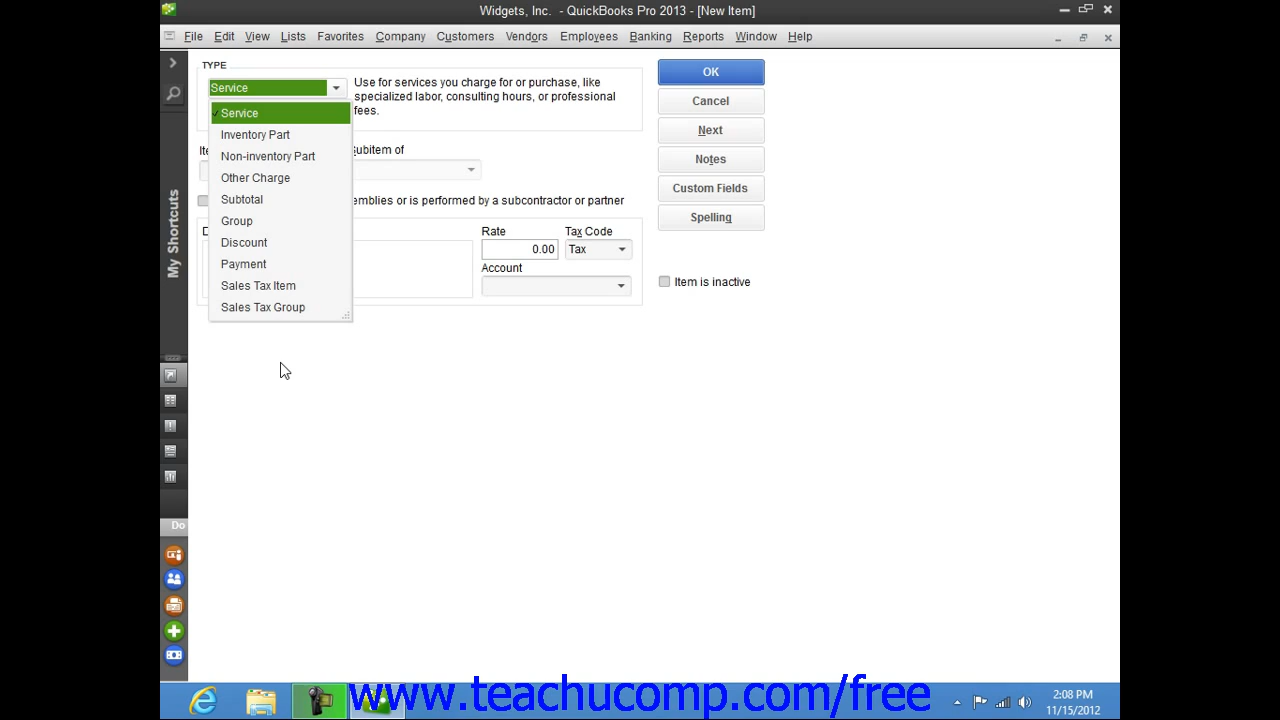 Widgets, Inc. - QuickBooks Pro 2013 - [New Item]
File Edit View Lists Favorites Company Customers Vendors Employees Banking Reports Window Help
TYPE
Service
Use for services you charge for or purchase, like
specialized labor, consulting hours, or professional
fees.
Service
Inventory Part
Non-inventory Part
Other Charge
Subtotal
Group
Discount
Payment
Sales Tax Item
Sales Tax Group
Subitem of
or is performed by a subcontractor or partner
Rate
0.00
Tax Code
Tax
Account
OK
Cancel
Next
Notes
Custom Fields
Spelling
Item is inactive
My Shortcuts
Do
www.teachucomp.com/free
2:08 PM
11/15/2012